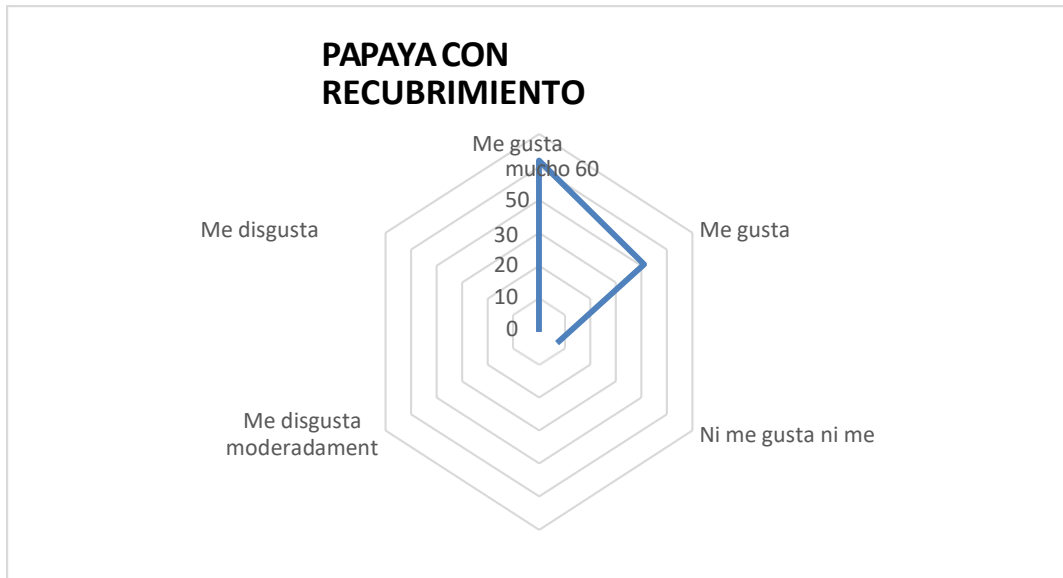 PAPAYA CON
RECUBRIMIENTO
Me gusta
mucho 60
50
30
20
10
0
Me disgusta
Me gusta
Me disgusta
moderadament
Ni me gusta ni me